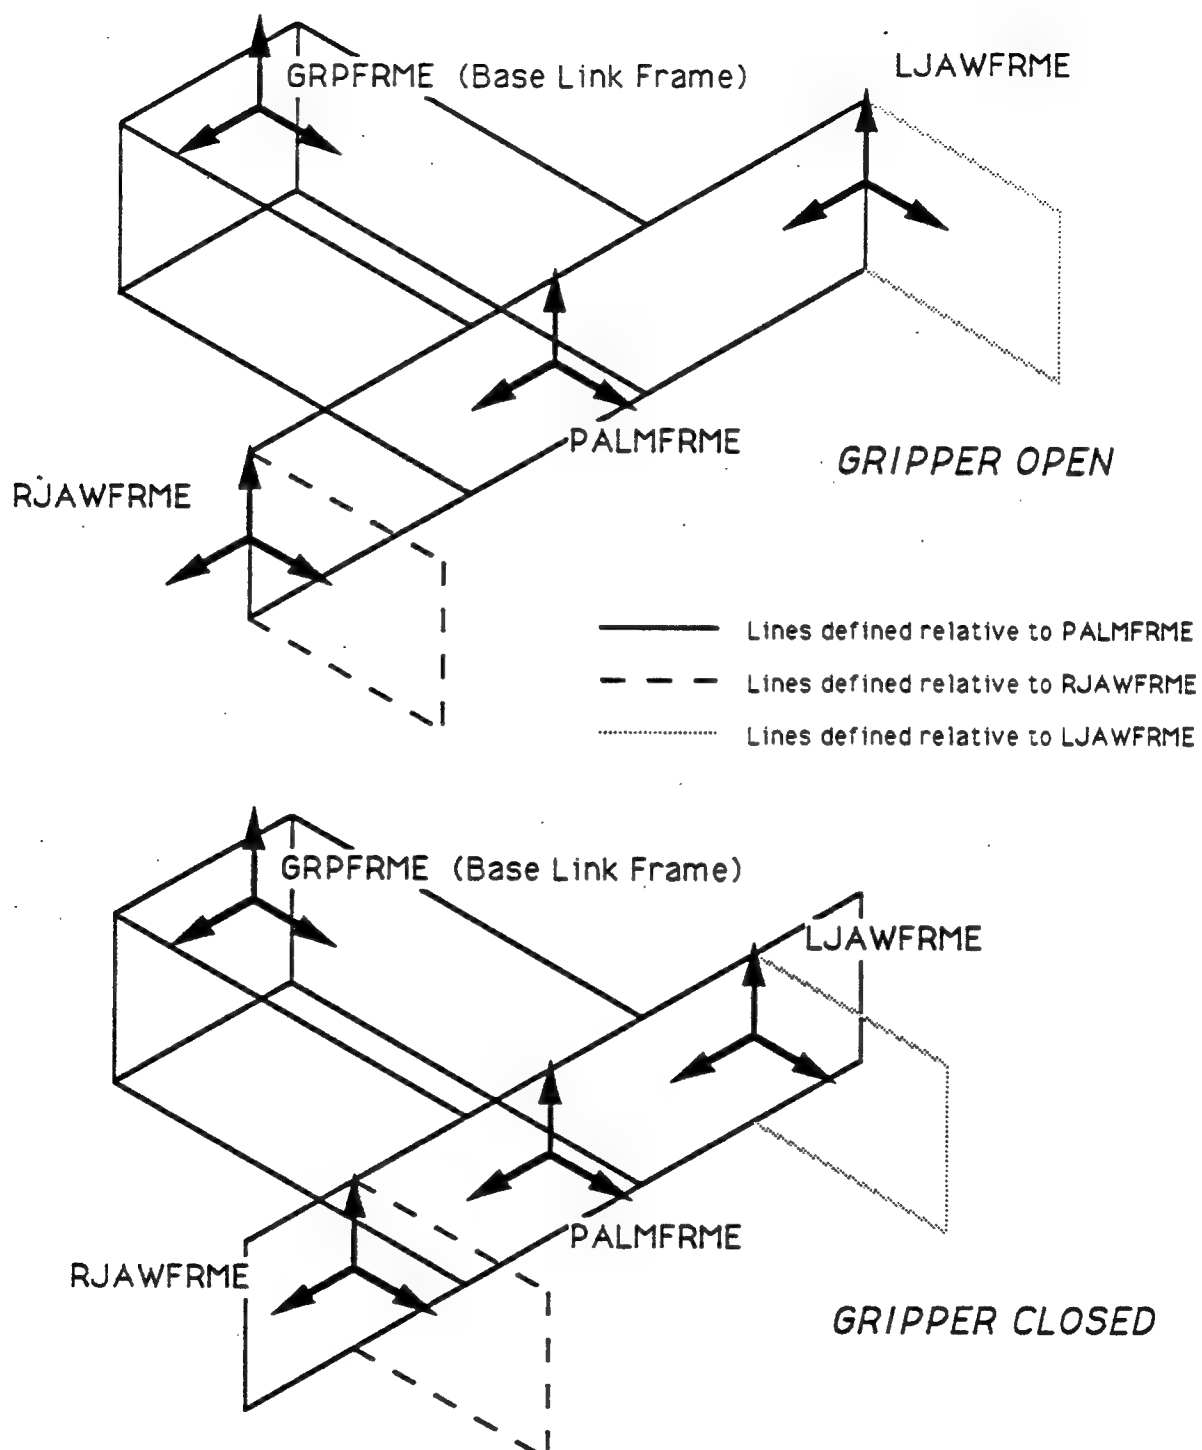 GRPFRME (Base Link Frame)
LJAWFRME
PALMFRME
GRIPPER OPEN
RJAWFRME
Lines defined relative to PALMFRME
Lines defined relative to RJAWFRME
Lines defined relative to LJAWFRME
GRPFRME (Base Link Frame)
LJAWFRME
PALMFRME
RJAWFRME
GRIPPER CLOSED